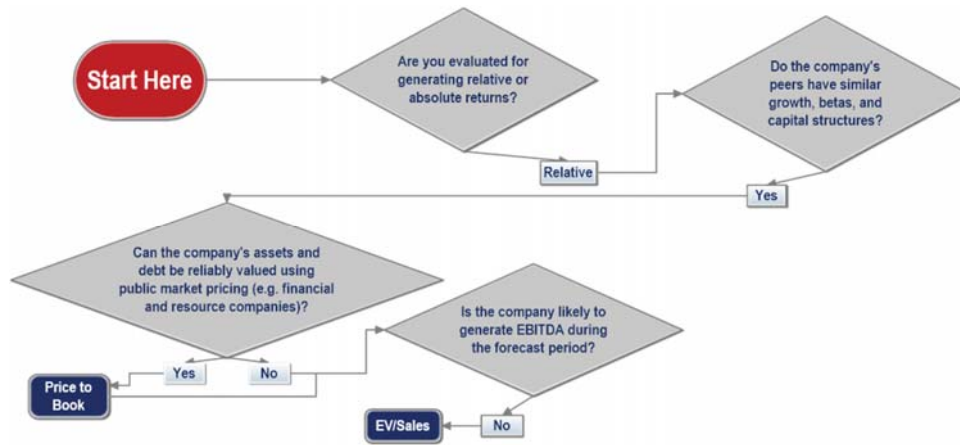 Start Here
Are you evaluated for
generating relative or
absolute returns?
Do the company's
peers have similar
growth, betas, and
capital structures?
Relative
Yes
Can the company's assets and
debt be reliably valued using
public market pricing (e.g. financial
and resource companies)?
Is the company likely to
generate EBITDA during
the forecast period?
Yes
No
Price to
Book
EV/Sales
No